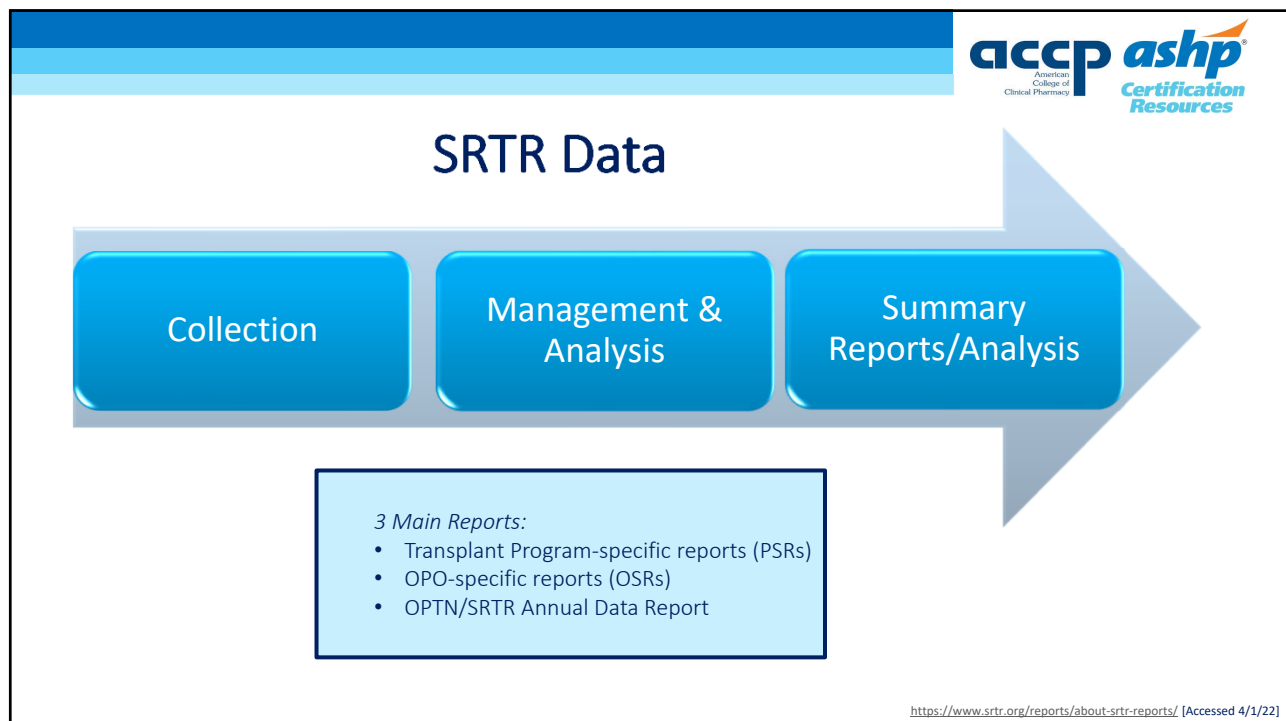 accp
American
College of
Clinical Pharmacy
ashp®
Certification
Resources
SRTR Data
Collection
Management &
Analysis
Summary
Reports/Analysis
3 Main Reports:
• Transplant Program-specific reports (PSRs)
• OPO-specific reports (OSRs)
• OPTN/SRTR Annual Data Report
https://www.srtr.org/reports/about-srtr-reports/ [Accessed 4/1/22]